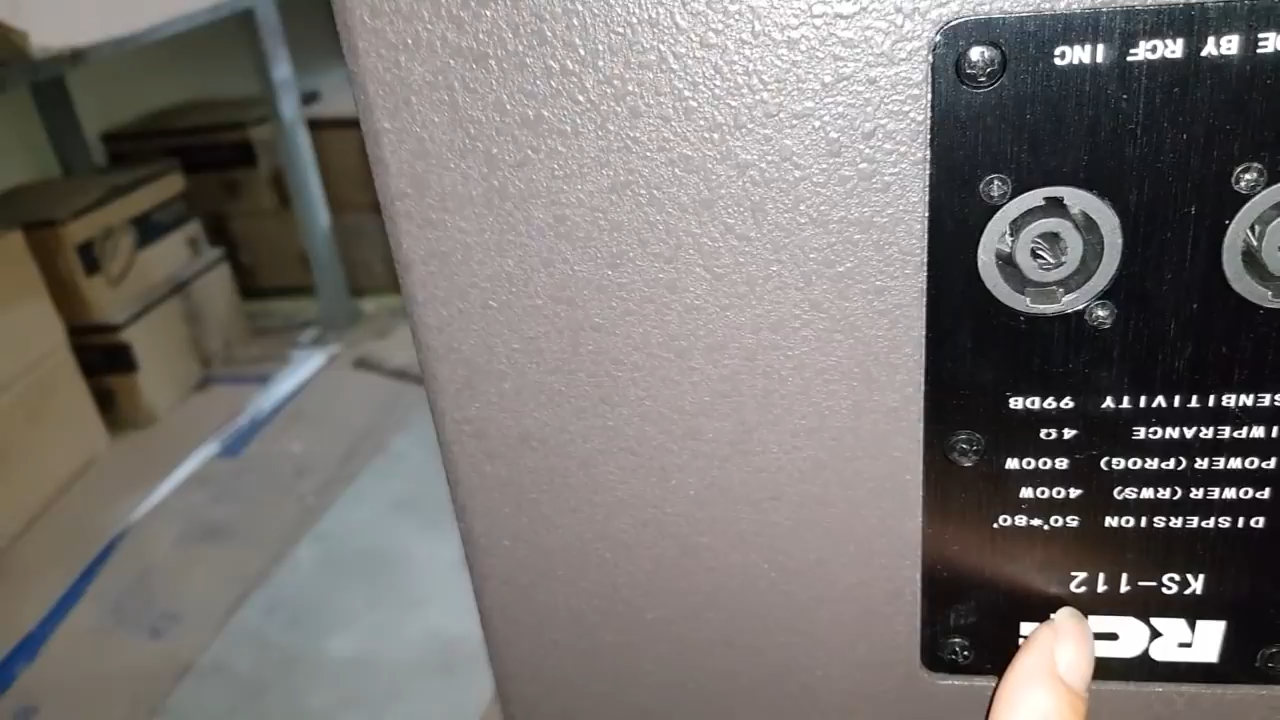 RCF
KS-112
DISPERSION 50°*80°
POWER(RWS) 400W
POWER(PROG) 800W
IWPERANCE 4Ω
SENBITIVITY 99DB
DE BY RCF INC